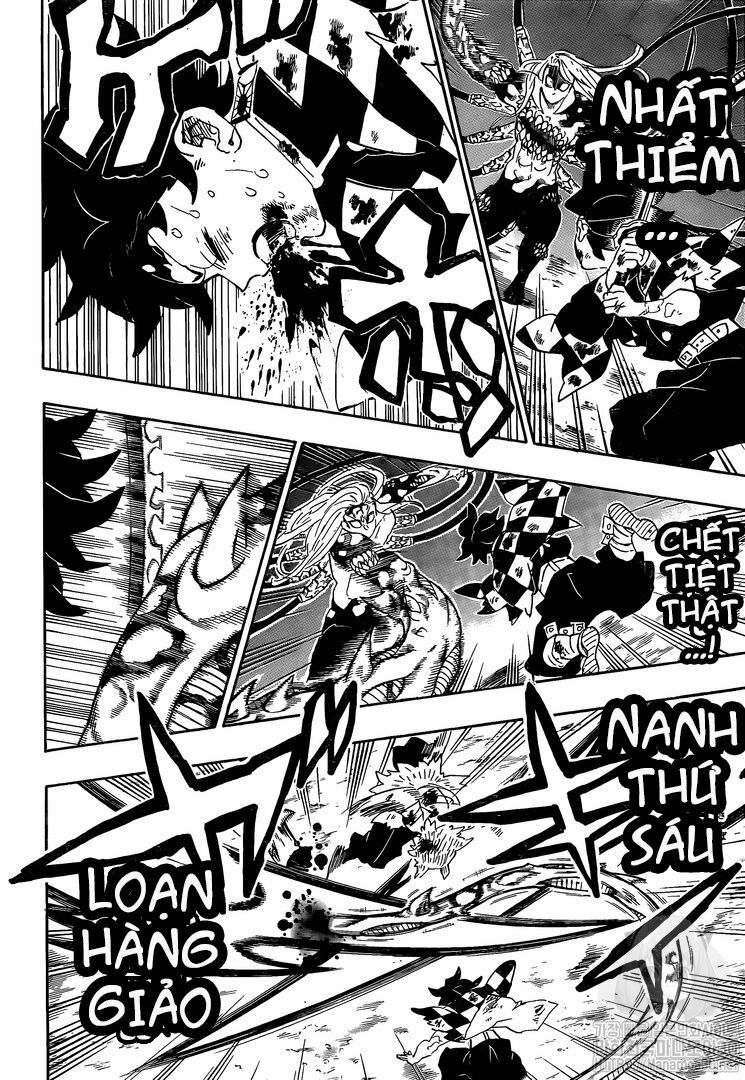 NHẤT
THIỂM
...
CHẾT
TIỆT
THẬT
...!
NANH
THỨ
SÁU
LOẠN
HÀNG
GIẢO